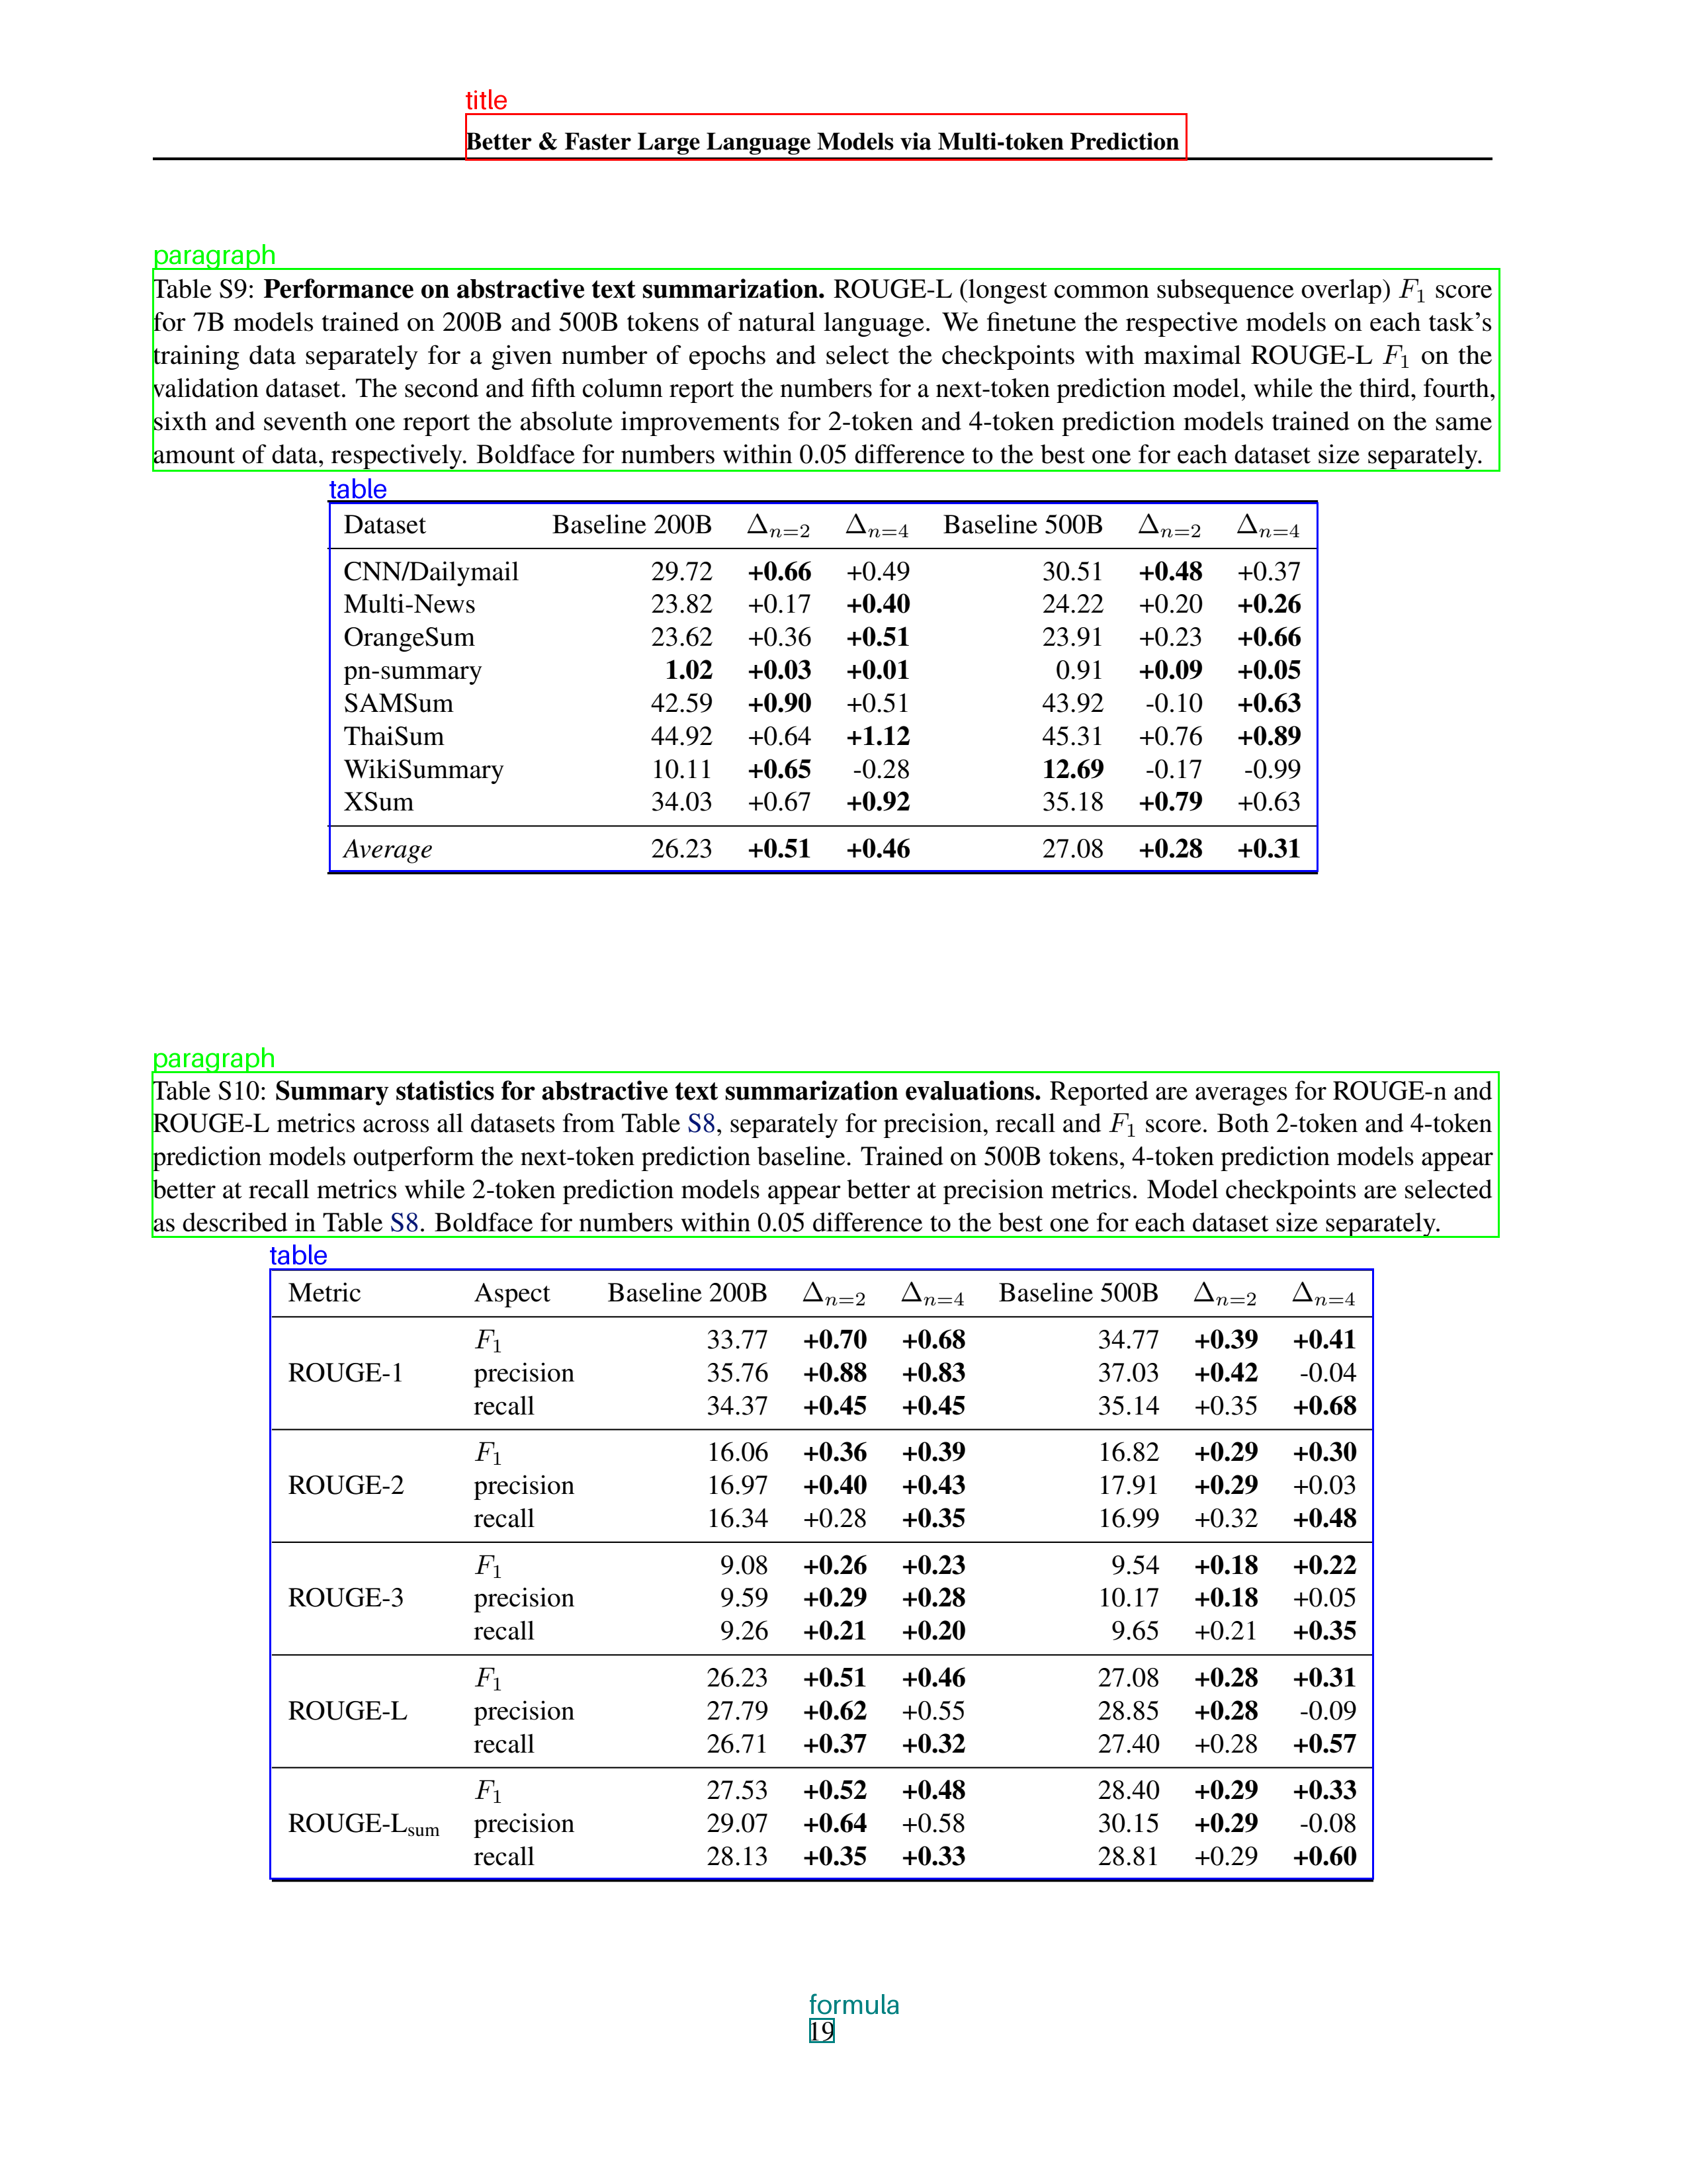 title
Better & Faster Large Language Models via Multi-token Prediction
paragraph
Table S9: Performance on abstractive text summarization. ROUGE-L (longest common subsequence overlap) F1 score
for 7B models trained on 200B and 500B tokens of natural language. We finetune the respective models on each task's
training data separately for a given number of epochs and select the checkpoints with maximal ROUGE-L F1 on the
validation dataset. The second and fifth column report the numbers for a next-token prediction model, while the third, fourth,
sixth and seventh one report the absolute improvements for 2-token and 4-token prediction models trained on the same
amount of data, respectively. Boldface for numbers within 0.05 difference to the best one for each dataset size separately.
table
Dataset Baseline 200B Δn=2 Δn=4 Baseline 500B Δn=2 Δn=4
CNN/Dailymail 29.72 +0.66 +0.49 30.51 +0.48 +0.37
Multi-News 23.82 +0.17 +0.40 24.22 +0.20 +0.26
OrangeSum 23.62 +0.36 +0.51 23.91 +0.23 +0.66
pn-summary 1.02 +0.03 +0.01 0.91 +0.09 +0.05
SAMSum 42.59 +0.90 +0.51 43.92 -0.10 +0.63
ThaiSum 44.92 +0.64 +1.12 45.31 +0.76 +0.89
WikiSummary 10.11 +0.65 -0.28 12.69 -0.17 -0.99
XSum 34.03 +0.67 +0.92 35.18 +0.79 +0.63
Average 26.23 +0.51 +0.46 27.08 +0.28 +0.31
paragraph
Table S10: Summary statistics for abstractive text summarization evaluations. Reported are averages for ROUGE-n and
ROUGE-L metrics across all datasets from Table S8, separately for precision, recall and F1 score. Both 2-token and 4-token
prediction models outperform the next-token prediction baseline. Trained on 500B tokens, 4-token prediction models appear
better at recall metrics while 2-token prediction models appear better at precision metrics. Model checkpoints are selected
as described in Table S8. Boldface for numbers within 0.05 difference to the best one for each dataset size separately.
table
Metric Aspect Baseline 200B Δn=2 Δn=4 Baseline 500B Δn=2 Δn=4
F1 33.77 +0.70 +0.68 34.77 +0.39 +0.41
ROUGE-1 precision 35.76 +0.88 +0.83 37.03 +0.42 -0.04
recall 34.37 +0.45 +0.45 35.14 +0.35 +0.68
F1 16.06 +0.36 +0.39 16.82 +0.29 +0.30
ROUGE-2 precision 16.97 +0.40 +0.43 17.91 +0.29 +0.03
recall 16.34 +0.28 +0.35 16.99 +0.32 +0.48
F1 9.08 +0.26 +0.23 9.54 +0.18 +0.22
ROUGE-3 precision 9.59 +0.29 +0.28 10.17 +0.18 +0.05
recall 9.26 +0.21 +0.20 9.65 +0.21 +0.35
F1 26.23 +0.51 +0.46 27.08 +0.28 +0.31
ROUGE-L precision 27.79 +0.62 +0.55 28.85 +0.28 -0.09
recall 26.71 +0.37 +0.32 27.40 +0.28 +0.57
F1 27.53 +0.52 +0.48 28.40 +0.29 +0.33
ROUGE-Lsum precision 29.07 +0.64 +0.58 30.15 +0.29 -0.08
recall 28.13 +0.35 +0.33 28.81 +0.29 +0.60
formula
19